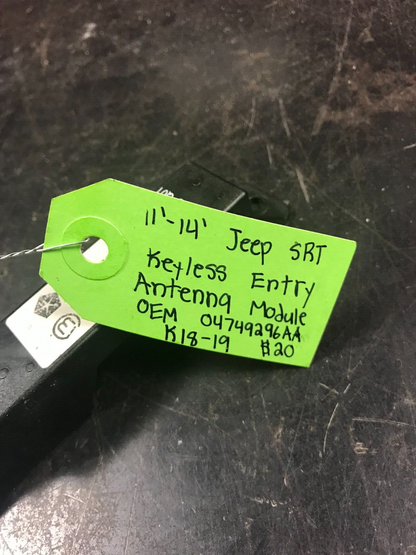 11'-14' Jeep SRT
Keyless Entry
Antenna Module
OEM 04749296AA
K18-19 $20